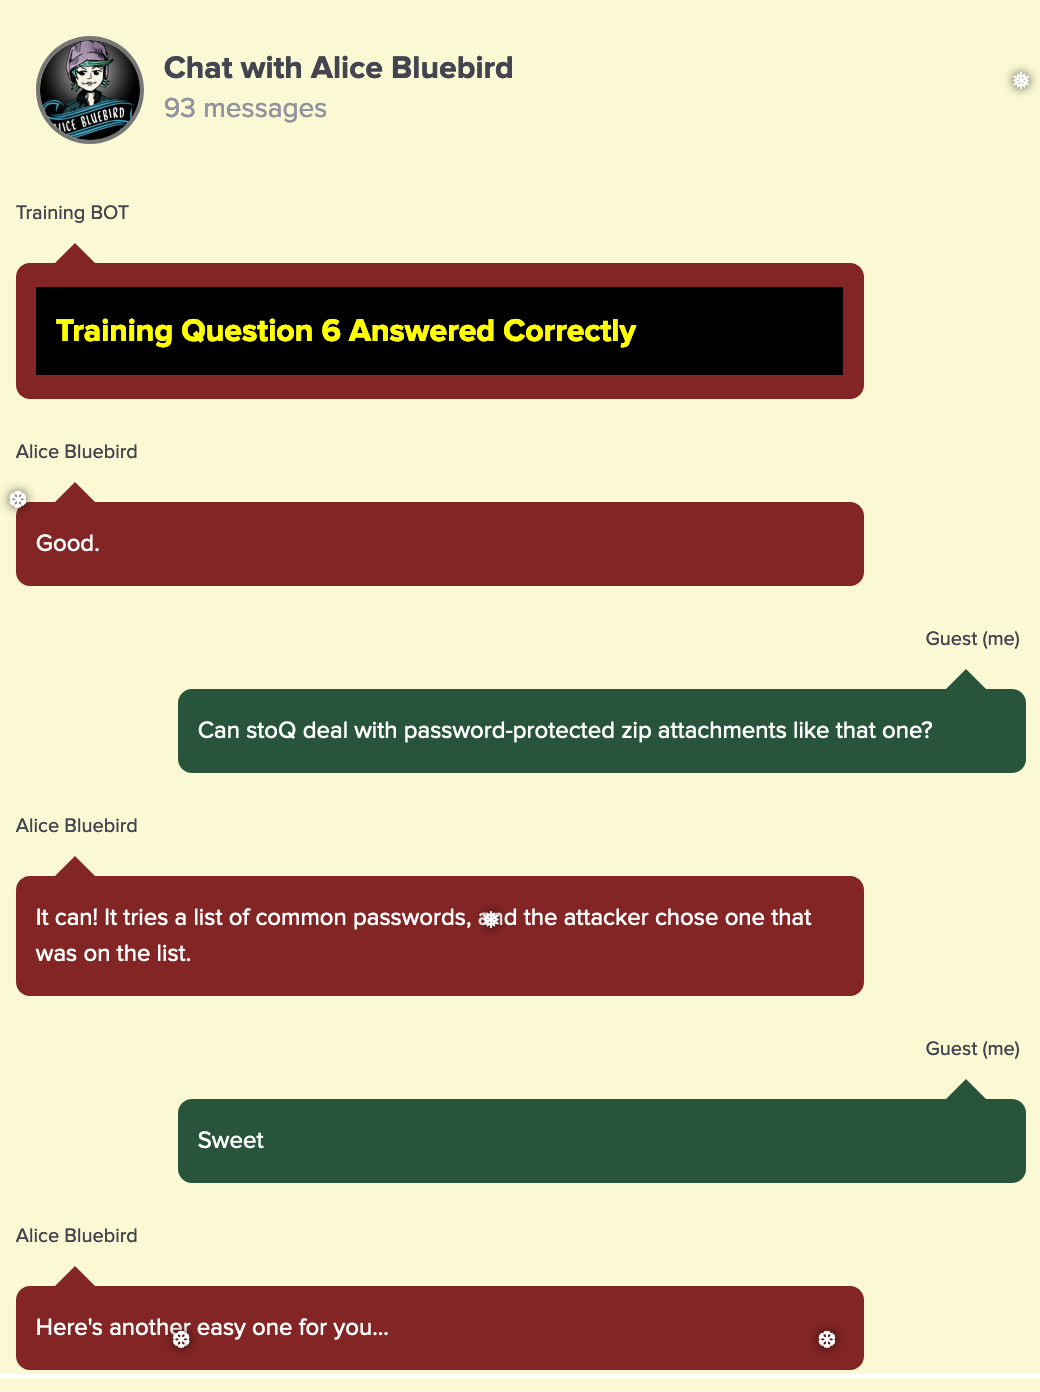 Chat with Alice Bluebird
93 messages
ALICE BLUEBIRD
Training BOT
Training Question 6 Answered Correctly
Alice Bluebird
Good.
Guest (me)
Can stoQ deal with password-protected zip attachments like that one?
Alice Bluebird
It can! It tries a list of common passwords, and the attacker chose one that
was on the list.
Guest (me)
Sweet
Alice Bluebird
Here's another easy one for you...